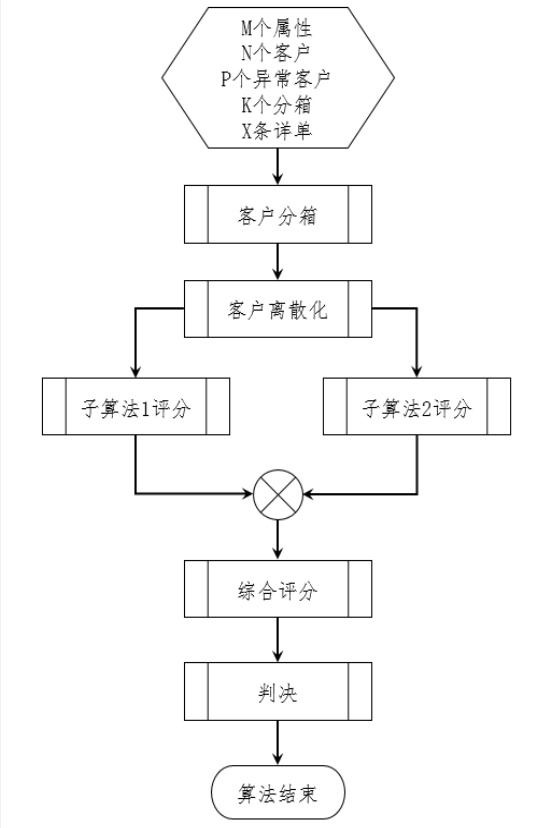 M个属性
N个客户
P个异常客户
K个分箱
X条详单
客户分箱
客户离散化
子算法1评分
子算法2评分
综合评分
判决
算法结束